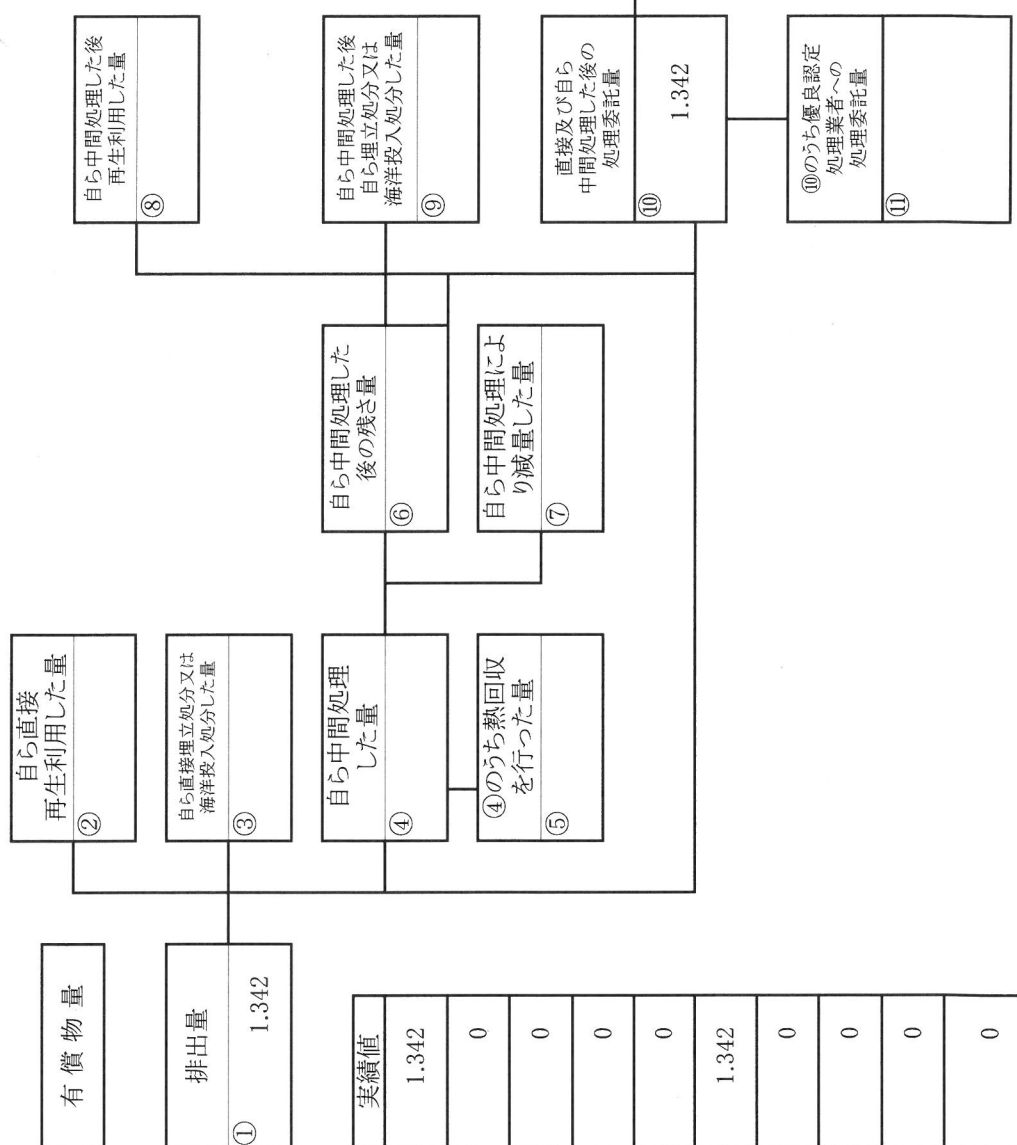 有償物量
排出量
①
1.342
自ら直接
再生利用した量
②
自ら直接埋立処分又は
海洋投入処分した量
③
自ら中間処理
した量
④
④のうち熱回収
を行った量
⑤
自ら中間処理した
後の残さ量
⑥
自ら中間処理によ
り減量した量
⑦
自ら中間処理した後
再生利用した量
⑧
自ら中間処理した後
自ら埋立処分又は
海洋投入処分した量
⑨
直接及び自ら
中間処理した後の
処理委託量
⑩
1.342
⑩のうち優良認定
処理業者への
処理委託量
⑪
実績値
1.342
0
0
0
0
1.342
0
0
0
0